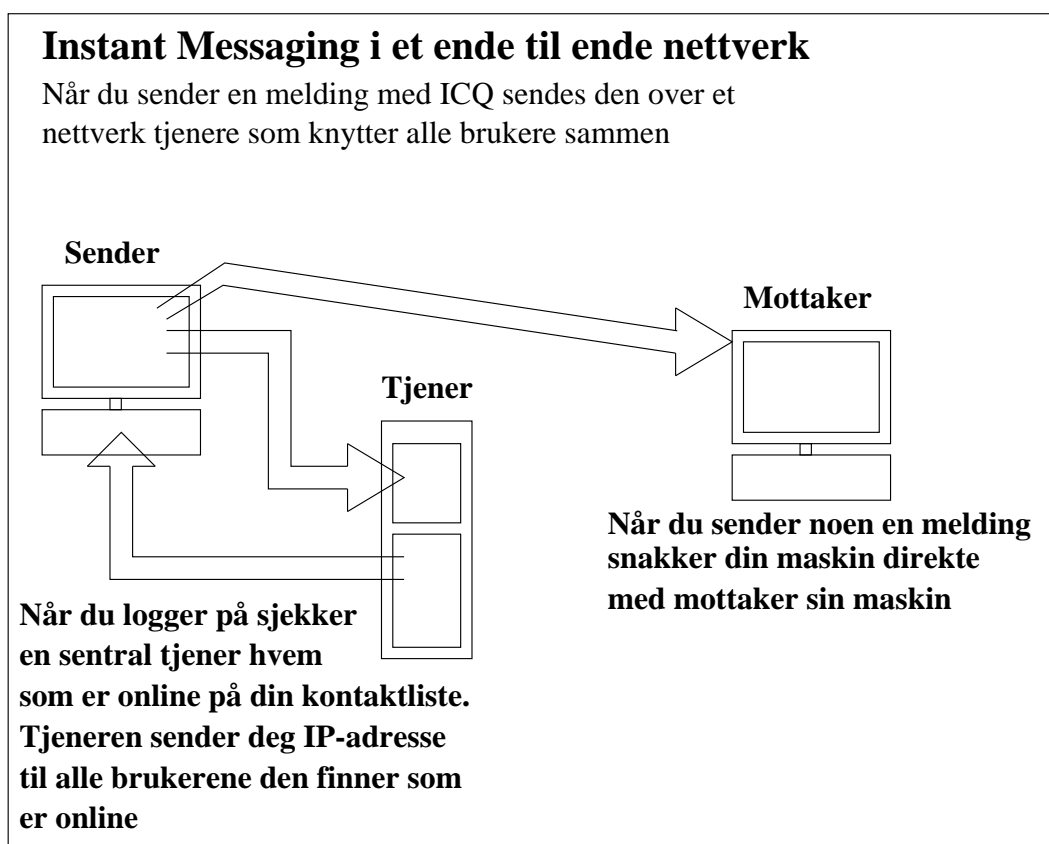 Instant Messaging i et ende til ende nettverk
Når du sender en melding med ICQ sendes den over et
nettverk tjenere som knytter alle brukere sammen
Sender
Mottaker
Tjener
Når du sender noen en melding
snakker din maskin direkte
med mottaker sin maskin
Når du logger på sjekker
en sentral tjener hvem
som er online på din kontaktliste.
Tjeneren sender deg IP-adresse
til alle brukerene den finner som
er online